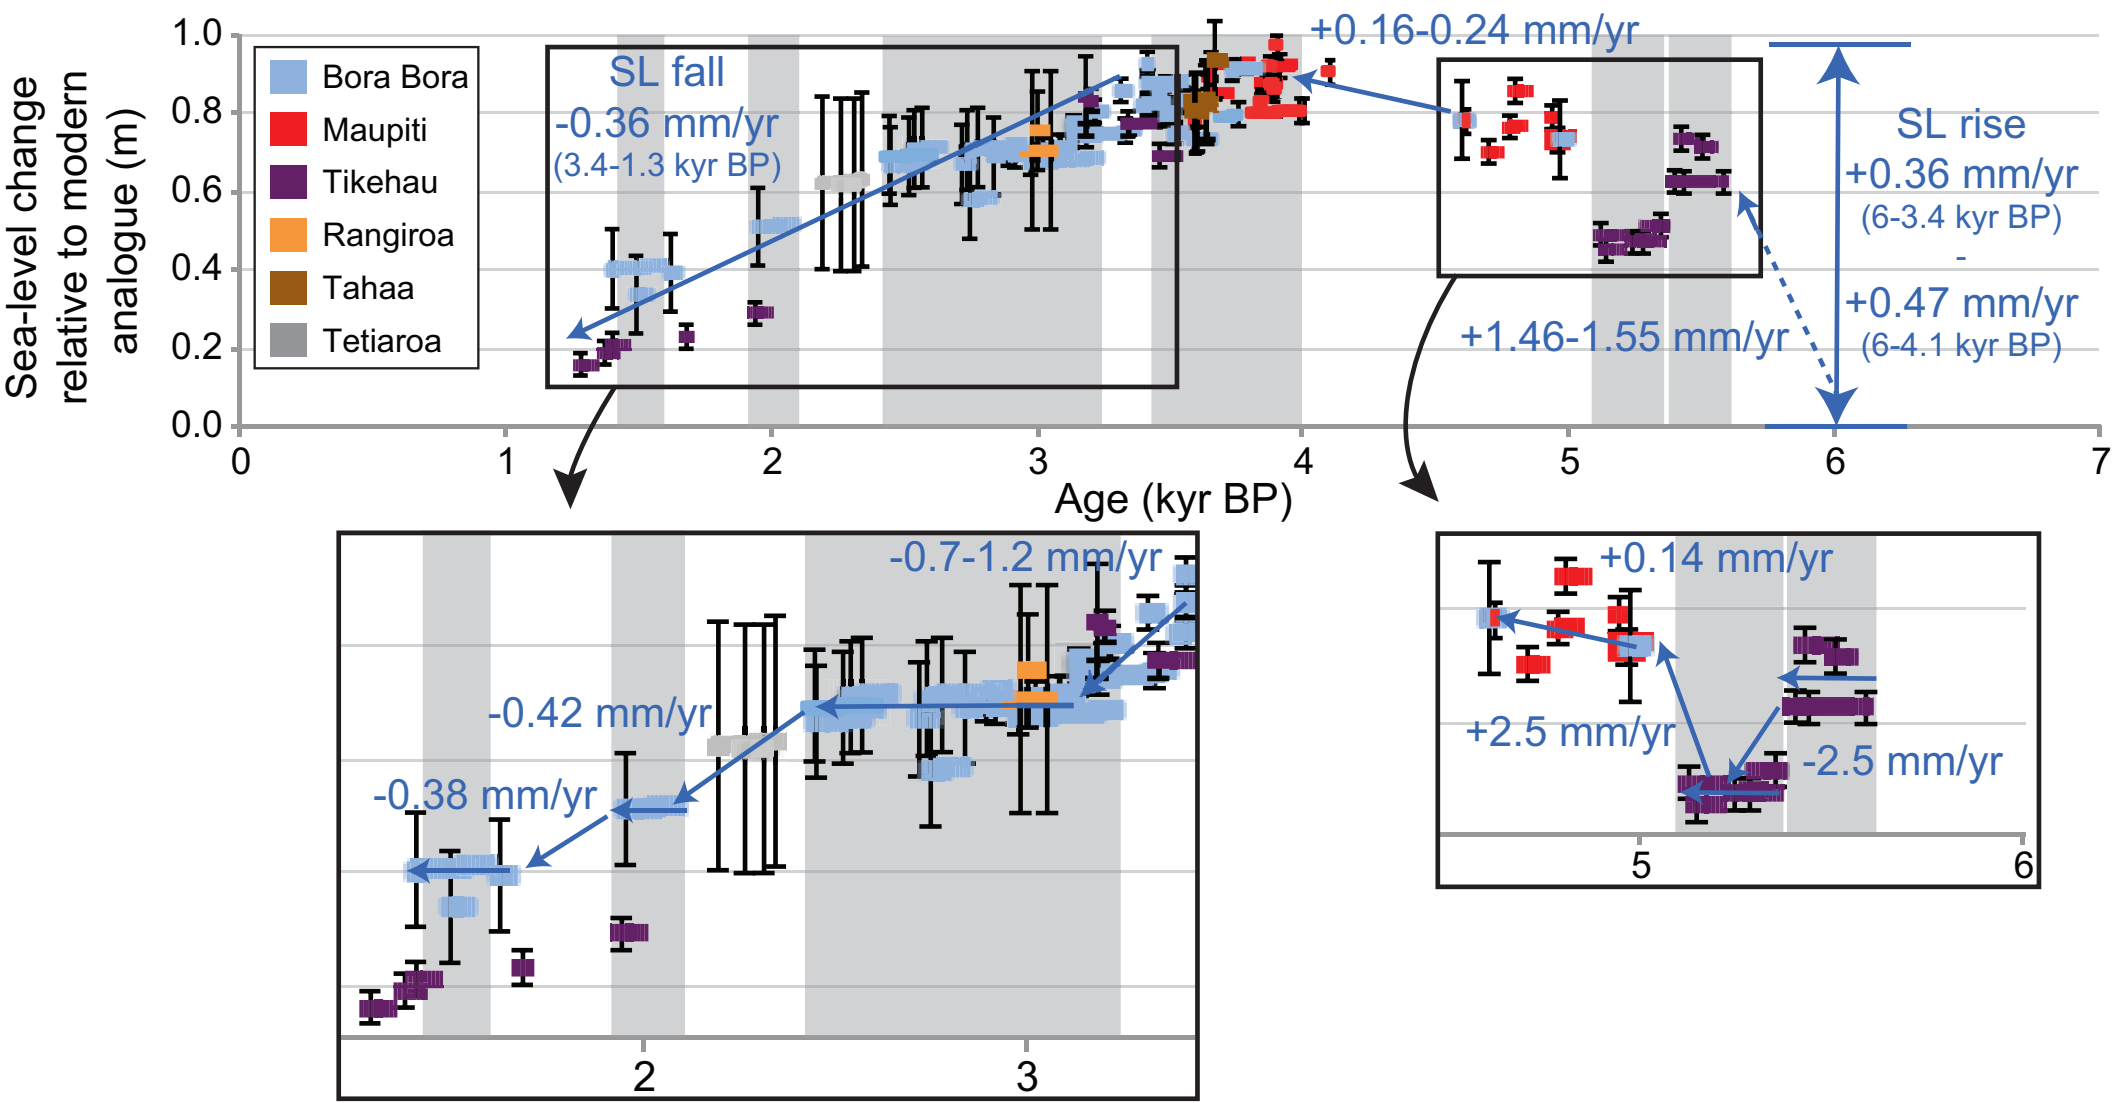 Sea-level change
relative to modern
analogue (m)
1.0
0.8
0.6
0.4
0.2
0.0
Bora Bora
Maupiti
Tikehau
Rangiroa
Tahaa
Tetiaroa
SL fall
-0.36 mm/yr
(3.4-1.3 kyr BP)
+0.16-0.24 mm/yr
SL rise
+0.36 mm/yr
(6-3.4 kyr BP)
-
+0.47 mm/yr
(6-4.1 kyr BP)
+1.46-1.55 mm/yr
0 1 2 3 4 5 6 7
Age (kyr BP)
-0.7-1.2 mm/yr
-0.42 mm/yr
-0.38 mm/yr
2 3
+0.14 mm/yr
+2.5 mm/yr
-2.5 mm/yr
5 6